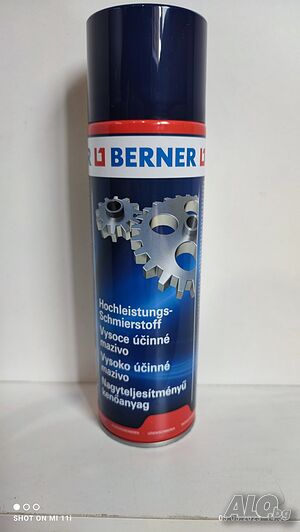 BERNER
Hochleistungs-
Schmierstoff
Vysoce účinné
mazivo
Vysoko účinné
mazivo
Nagyteljesítményű
kenőanyag
SHOT ON MI 11I
ALO.bg